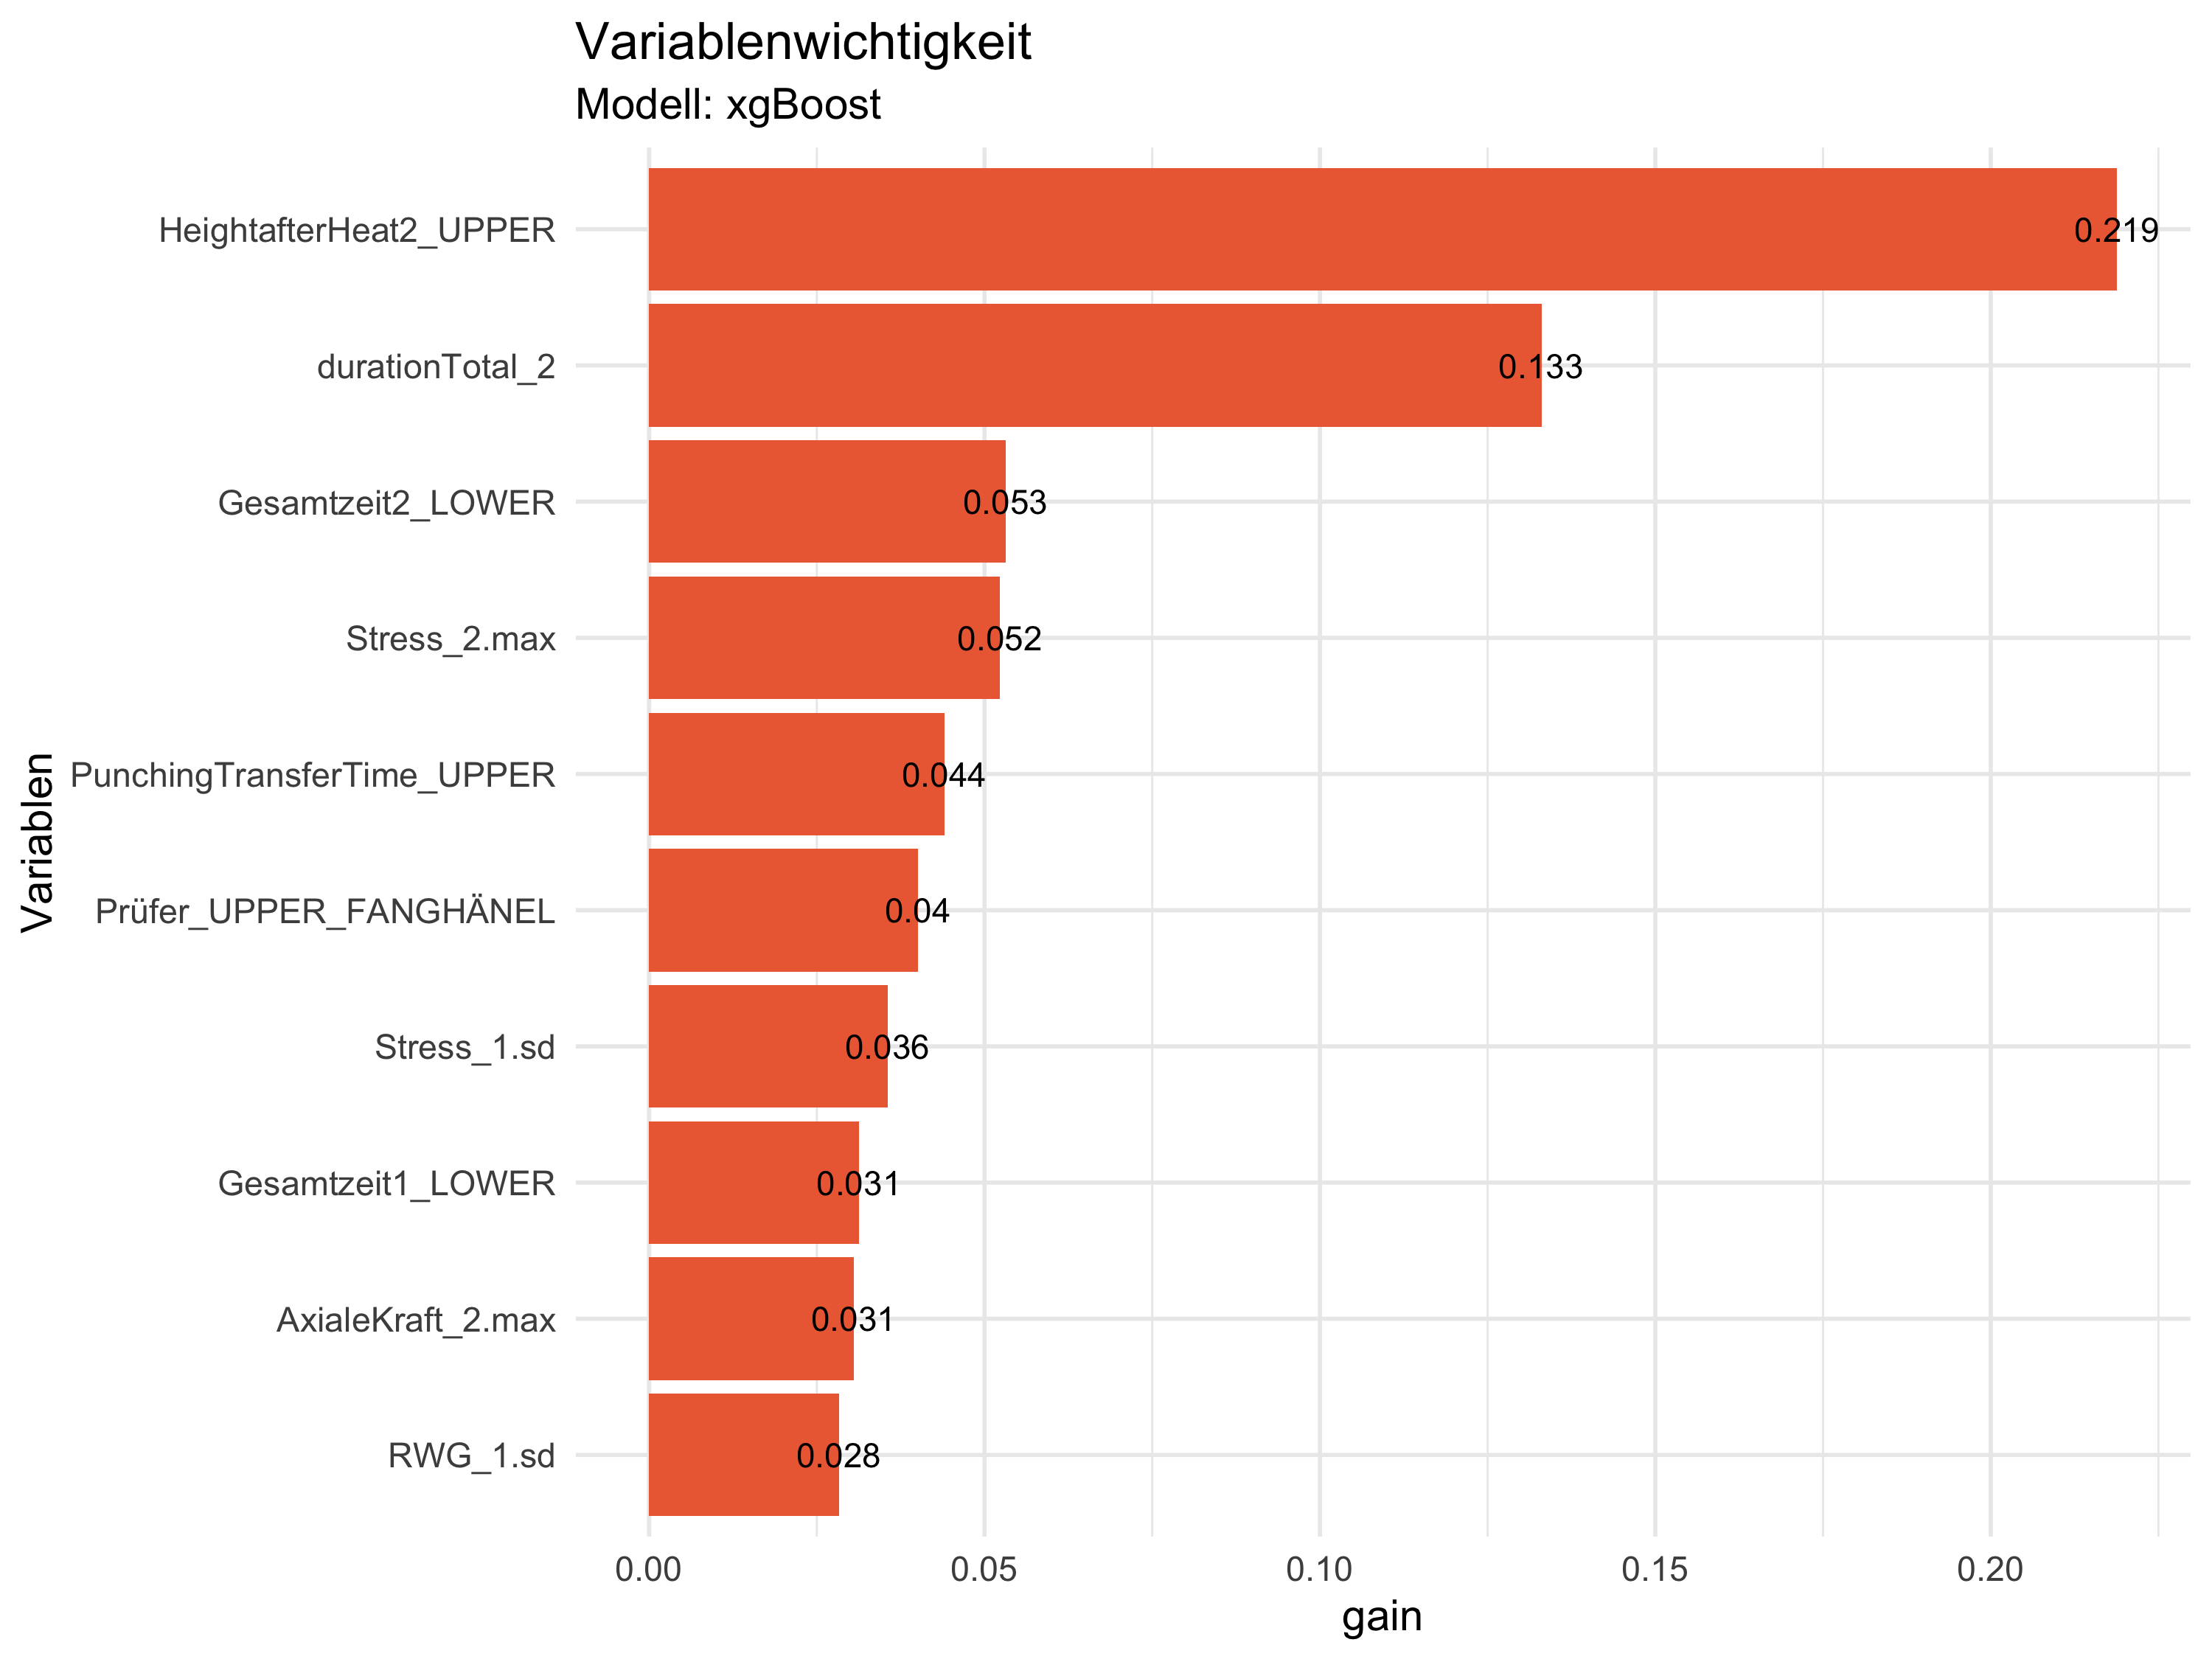 Variablenwichtigkeit
Modell: xgBoost
Variablen
HeightafterHeat2_UPPER 0.219
durationTotal_2 0.133
Gesamtzeit2_LOWER 0.053
Stress_2.max 0.052
PunchingTransferTime_UPPER 0.044
Prüfer_UPPER_FANGHÄNEL 0.04
Stress_1.sd 0.036
Gesamtzeit1_LOWER 0.031
AxialeKraft_2.max 0.031
RWG_1.sd 0.028
0.00 0.05 0.10 0.15 0.20
gain